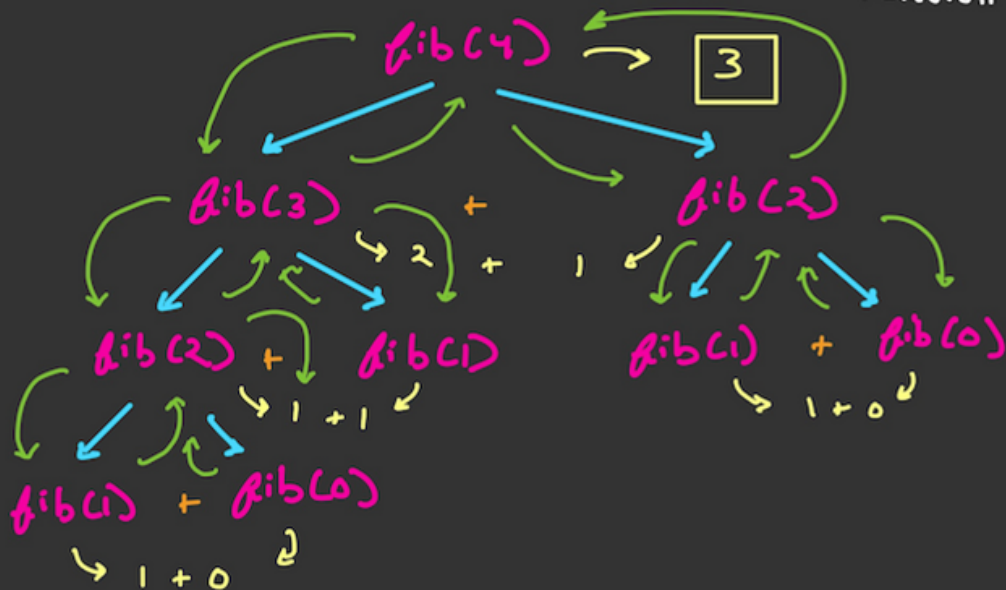 fib(4) 3
fib(3) + fib(2)
2 + 1
fib(2) + fib(1) fib(1) + fib(0)
1 + 1 1 + 0
fib(1) + fib(0)
1 + 0